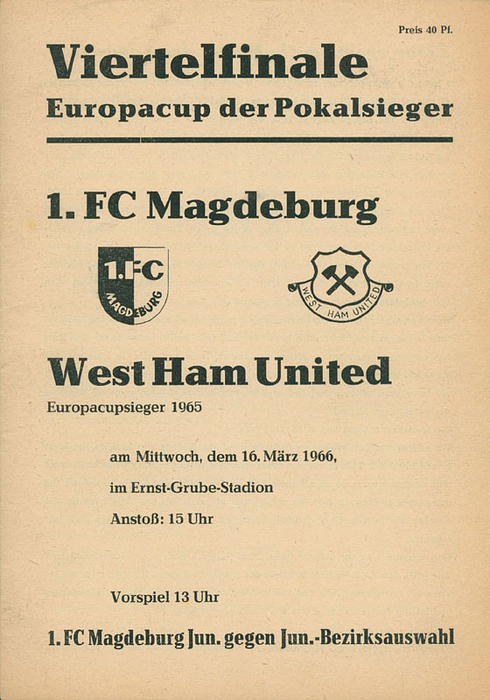 Preis 40 Pf.
Viertelfinale
Europacup der Pokalsieger
1. FC Magdeburg
1. FC
MAGDEBURG
WEST HAM UNITED
West Ham United
Europacupsieger 1965
am Mittwoch, dem 16. März 1966,
im Ernst-Grube-Stadion
Anstoß: 15 Uhr
Vorspiel 13 Uhr
1. FC Magdeburg Jun. gegen Jun.-Bezirksauswahl